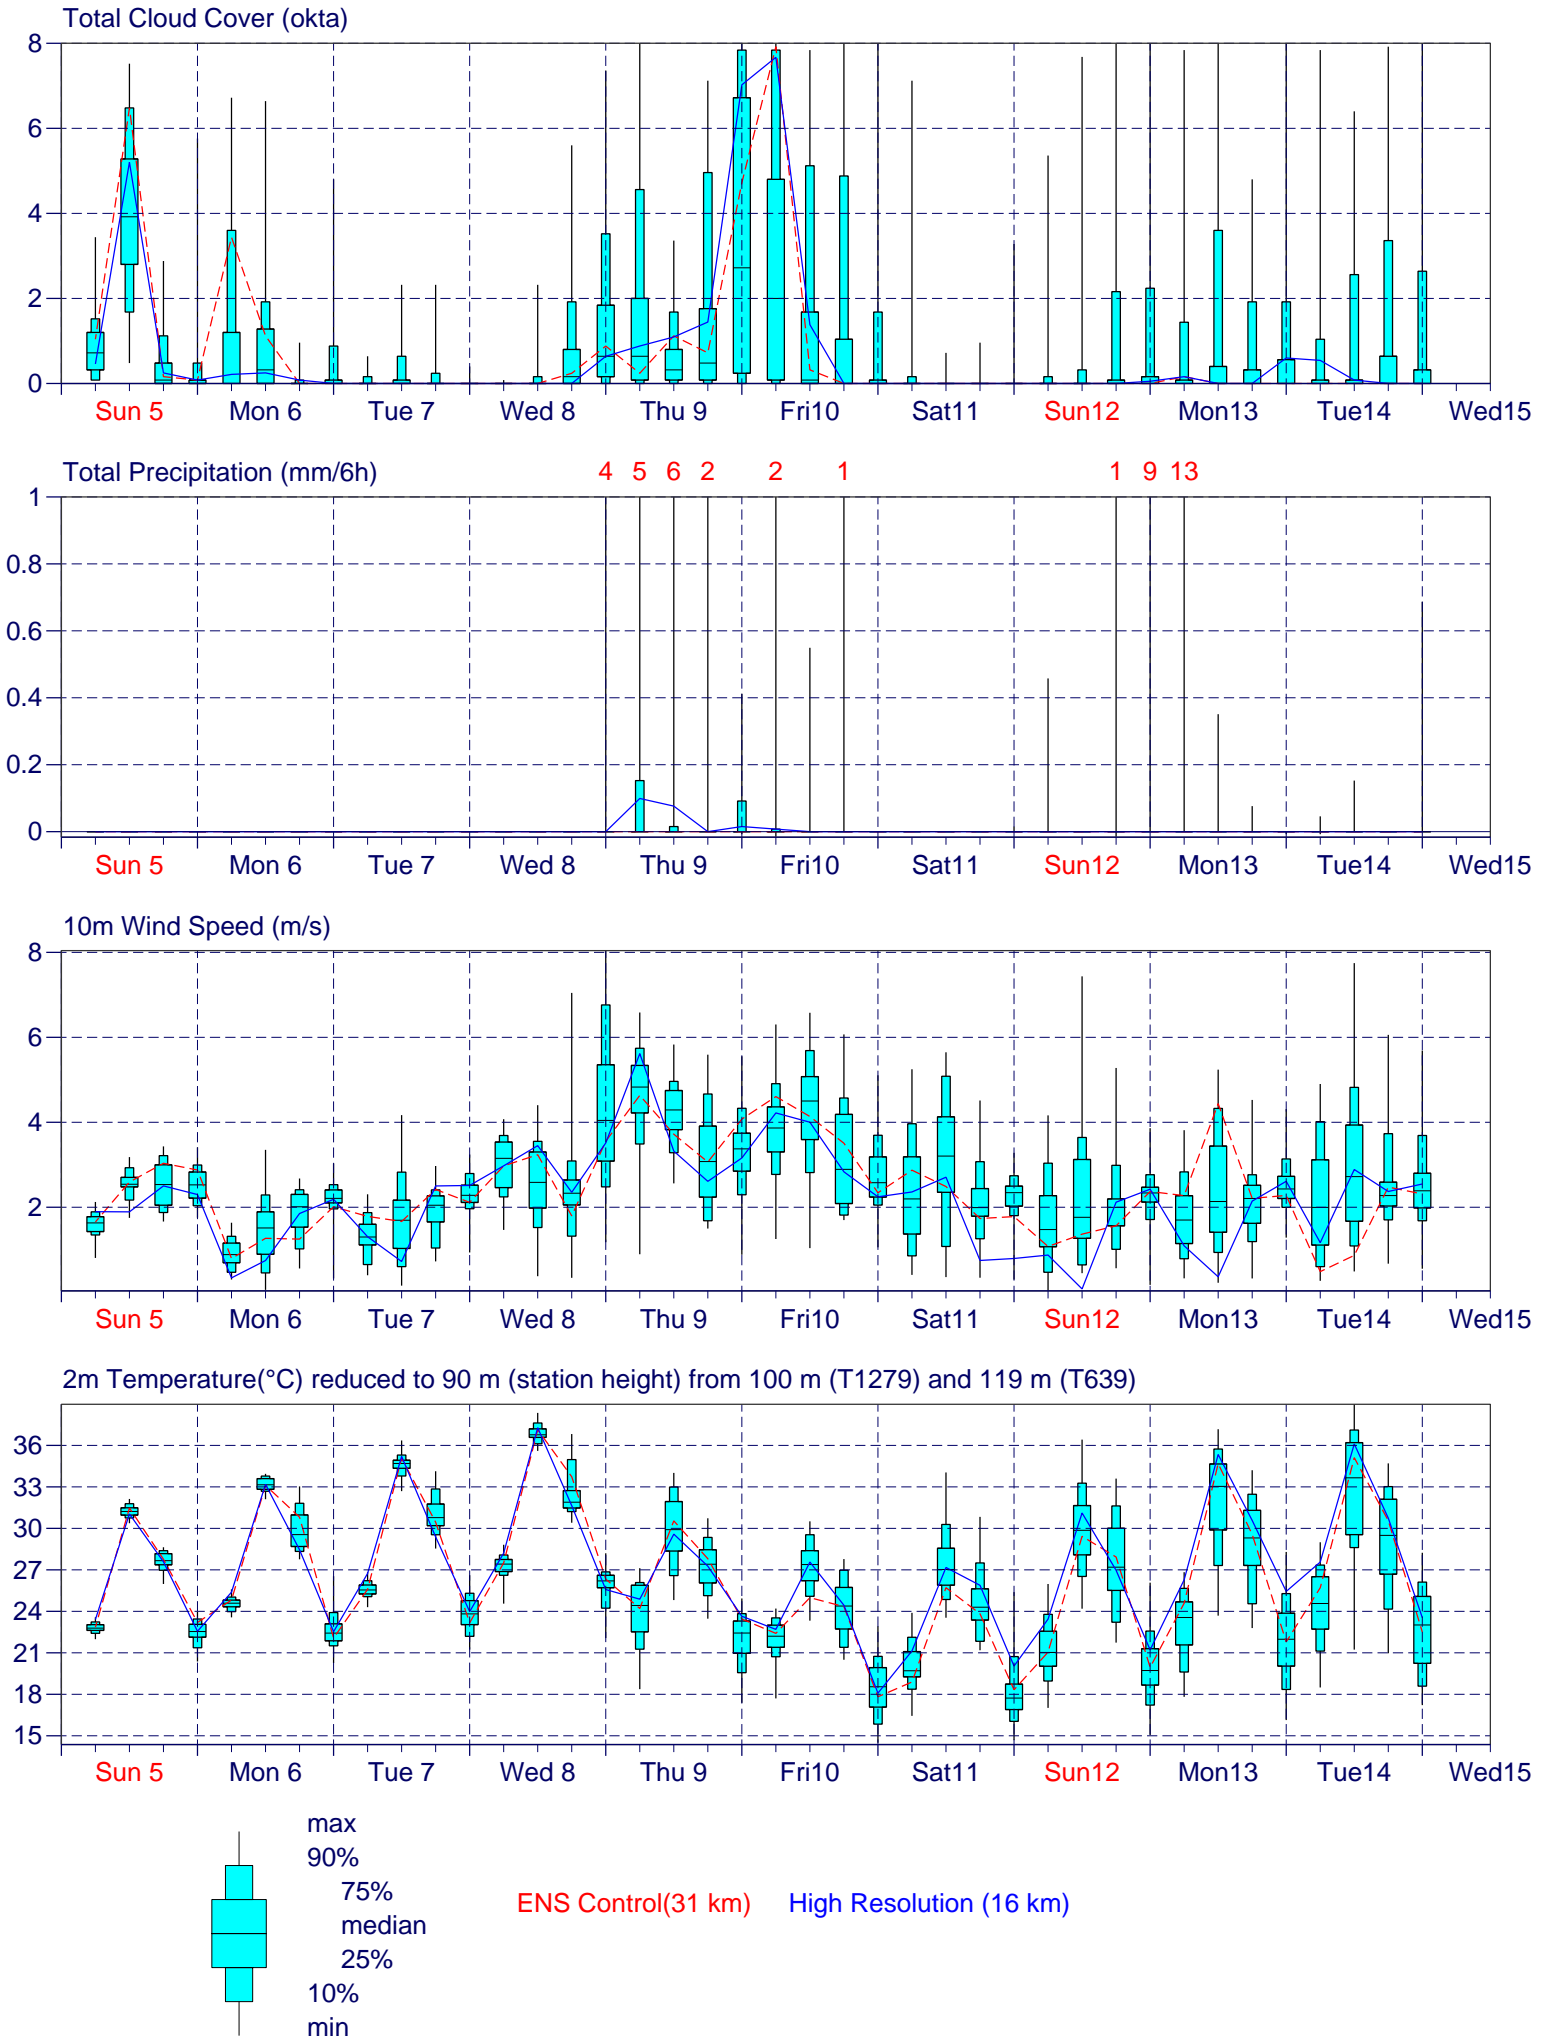 Total Cloud Cover (okta)
8
6
4
2
0
Sun 5 Mon 6 Tue 7 Wed 8 Thu 9 Fri10 Sat11 Sun12 Mon13 Tue14 Wed15
Total Precipitation (mm/6h) 4 5 6 2 2 1 1 9 13
1
0.8
0.6
0.4
0.2
0
Sun 5 Mon 6 Tue 7 Wed 8 Thu 9 Fri10 Sat11 Sun12 Mon13 Tue14 Wed15
10m Wind Speed (m/s)
8
6
4
2
Sun 5 Mon 6 Tue 7 Wed 8 Thu 9 Fri10 Sat11 Sun12 Mon13 Tue14 Wed15
2m Temperature(°C) reduced to 90 m (station height) from 100 m (T1279) and 119 m (T639)
36
33
30
27
24
21
18
15
Sun 5 Mon 6 Tue 7 Wed 8 Thu 9 Fri10 Sat11 Sun12 Mon13 Tue14 Wed15
max
90%
75%
ENS Control(31 km) High Resolution (16 km)
median
25%
10%
min